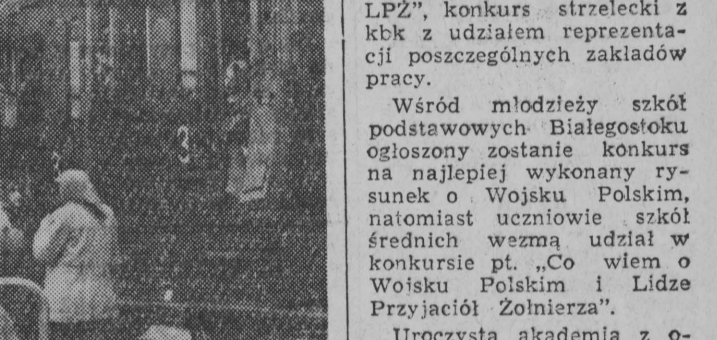 3
3
LPŻ", konkurs strzelecki z
kbk z udziałem reprezenta-
cji poszczególnych zakładów
pracy.
Wśród młodzieży szkół
podstawowych Białegostoku
ogłoszony zostanie konkurs
na najlepiej wykonany ry-
sunek o Wojsku Polskim,
natomiast uczniowie szkół
średnich wezmą udział w
konkursie pt. „Co wiem o
Wojsku Polskim i Lidze
Przyjaciół Żołnierza".
Uroczysta akademia z o-